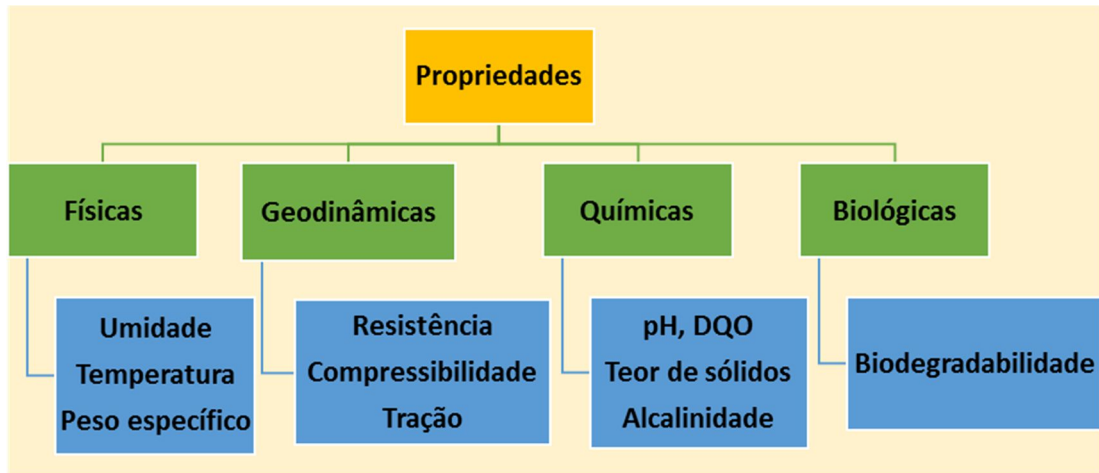 Propriedades
Físicas
Geodinâmicas
Químicas
Biológicas
Umidade
Temperatura
Peso específico
Resistência
Compressibilidade
Tração
pH, DQO
Teor de sólidos
Alcalinidade
Biodegradabilidade